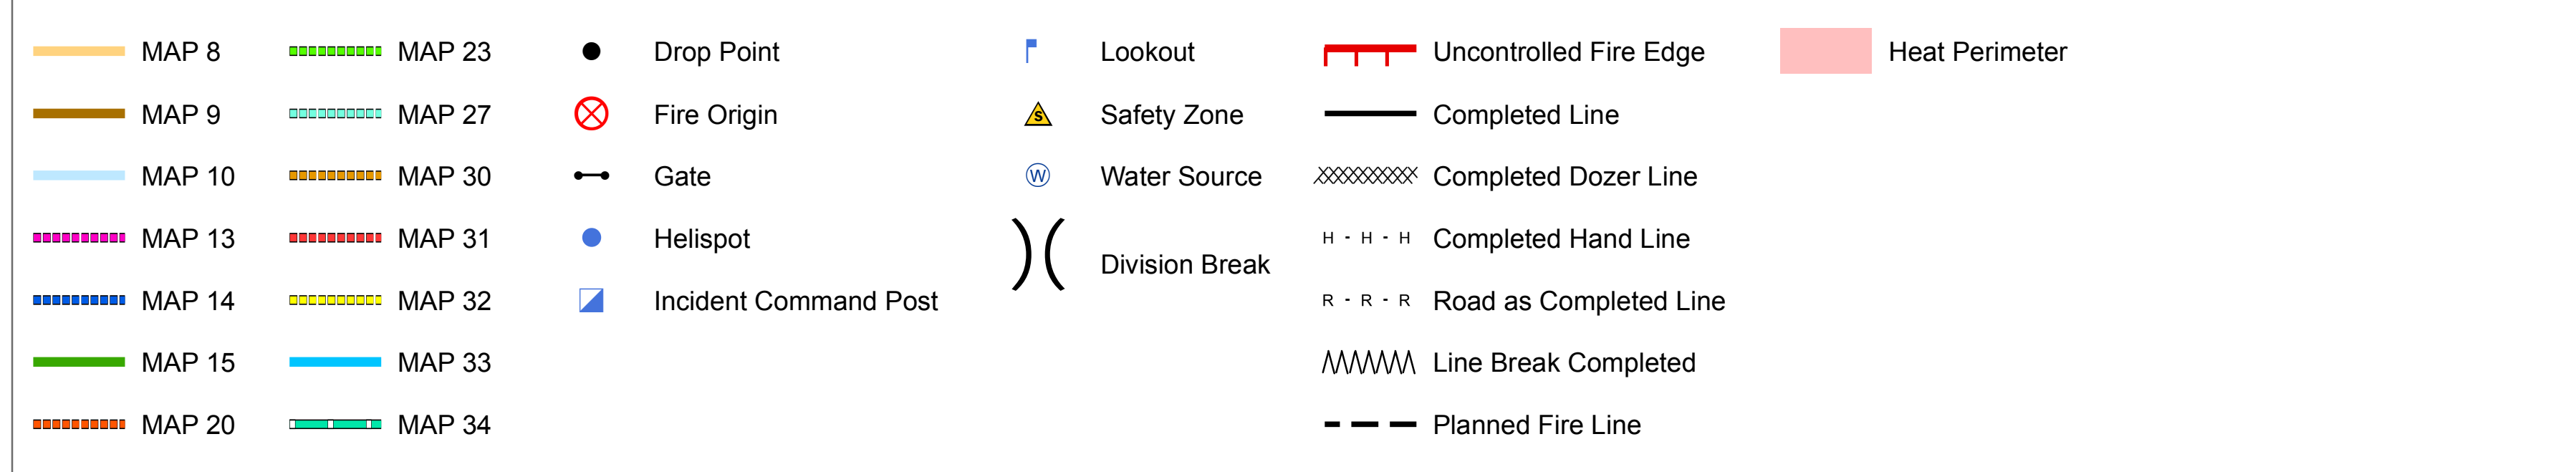 MAP 8
MAP 9
MAP 10
MAP 13
MAP 14
MAP 15
MAP 20
MAP 23
MAP 27
MAP 30
MAP 31
MAP 32
MAP 33
MAP 34
Drop Point
Fire Origin
Gate
Helispot
Incident Command Post
Lookout
S Safety Zone
W Water Source
Division Break
Uncontrolled Fire Edge
Completed Line
Completed Dozer Line
H - H - H Completed Hand Line
R - R - R Road as Completed Line
Line Break Completed
Planned Fire Line
Heat Perimeter